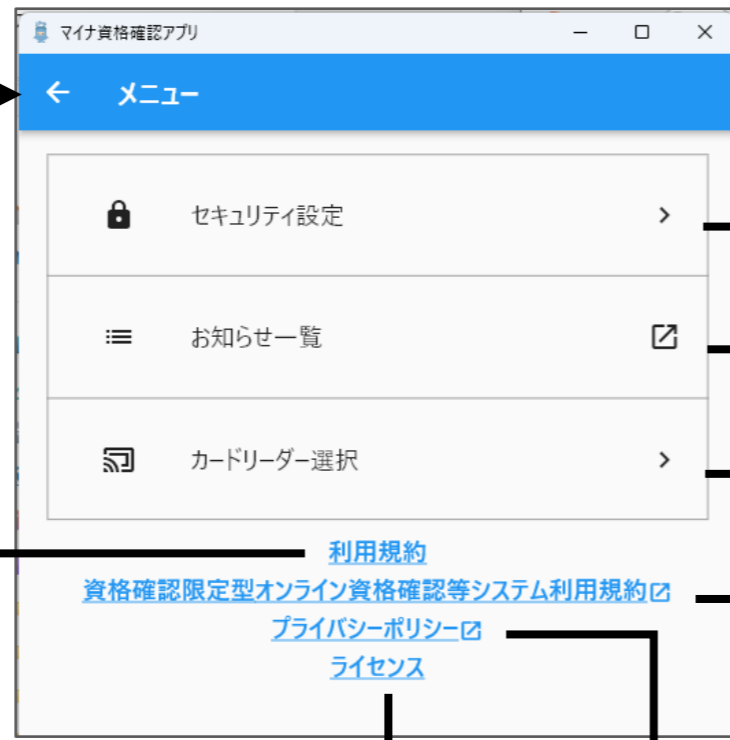 マイナ資格確認アプリ
メニュー
セキュリティ設定
お知らせ一覧
カードリーダー選択
利用規約
資格確認限定型オンライン資格確認等システム利用規約
プライバシーポリシー
ライセンス